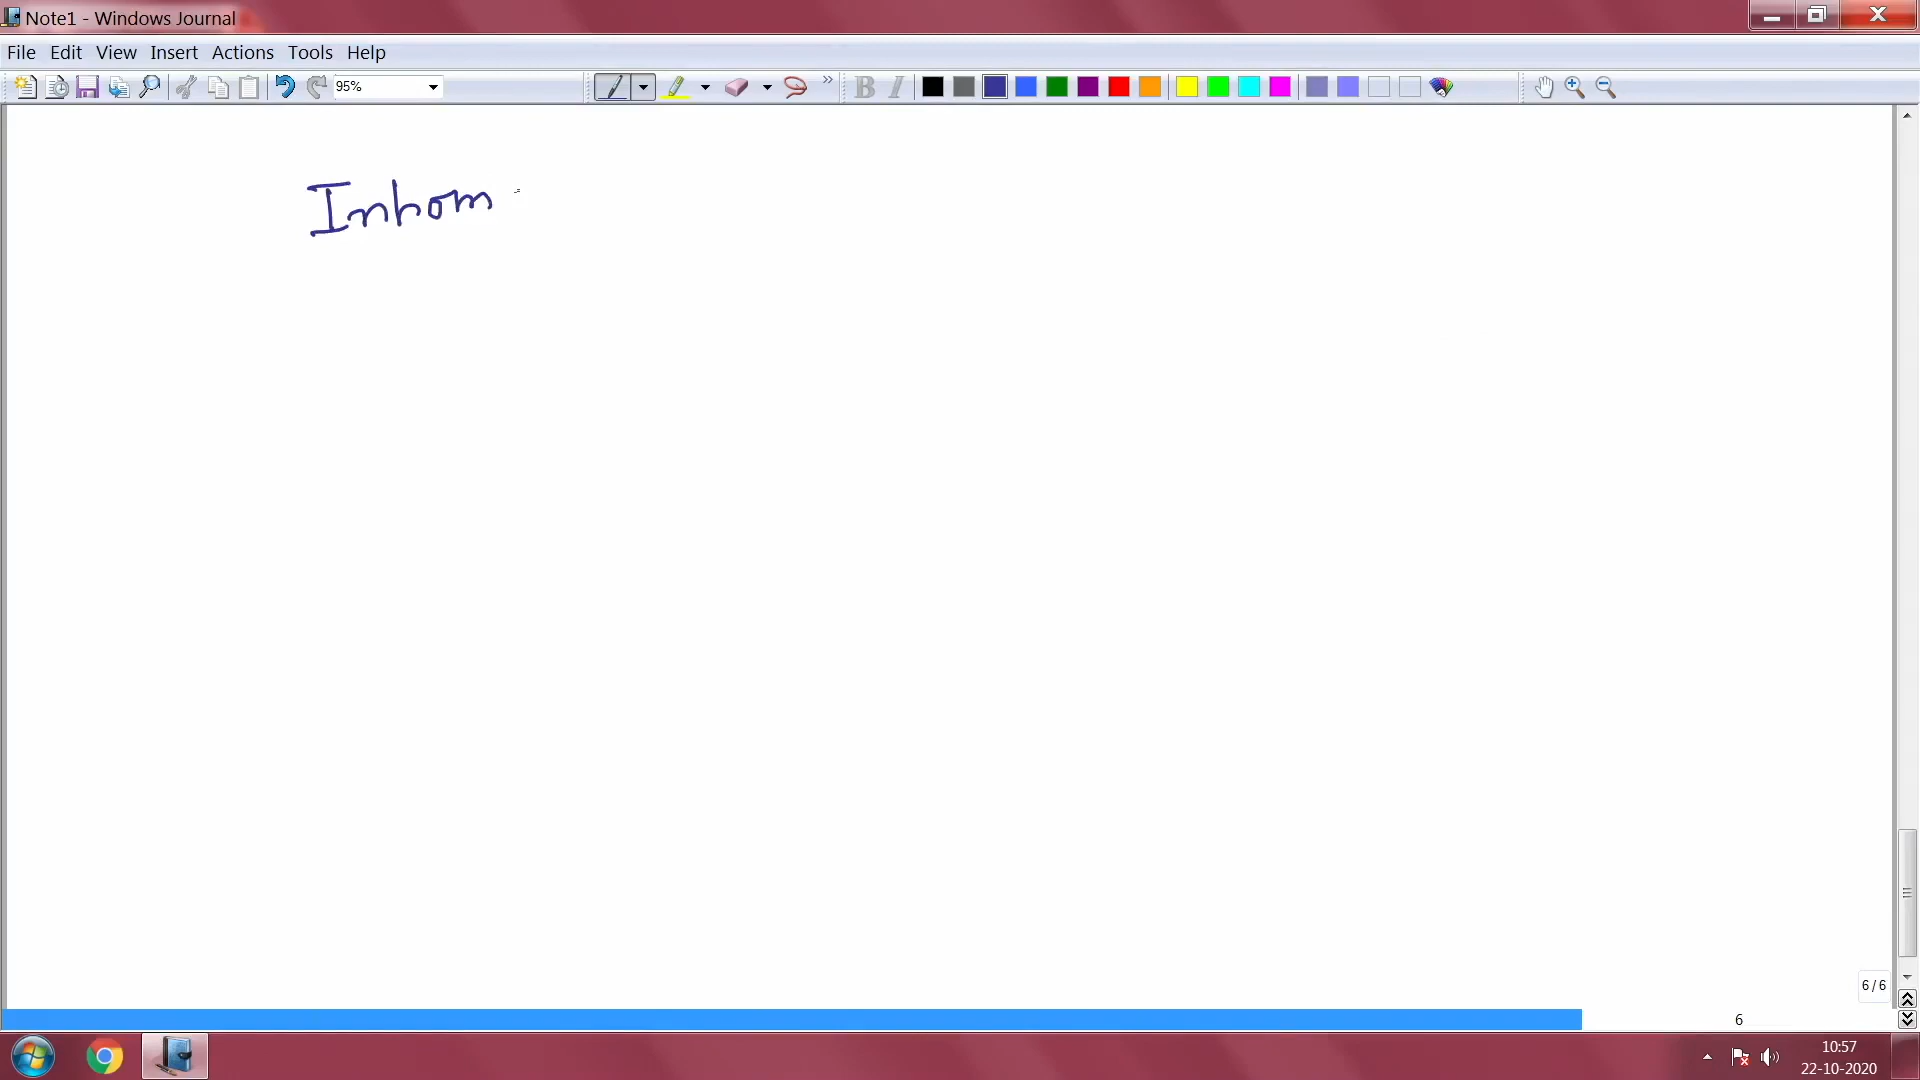 Note1 - Windows Journal
File Edit View Insert Actions Tools Help
95%
B I
Inhom
6 / 6
6
10:57
22-10-2020